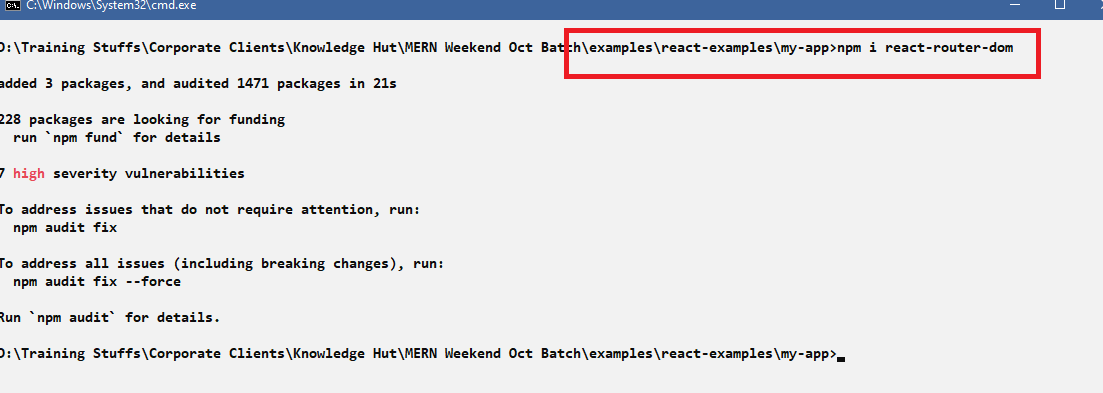 C:\Windows\System32\cmd.exe
D:\Training Stuffs\Corporate Clients\Knowledge Hut\MERN Weekend Oct Batch\examples\react-examples\my-app>npm i react-router-dom
added 3 packages, and audited 1471 packages in 21s
228 packages are looking for funding
run `npm fund` for details
7 high severity vulnerabilities
To address issues that do not require attention, run:
npm audit fix
To address all issues (including breaking changes), run:
npm audit fix --force
Run `npm audit` for details.
D:\Training Stuffs\Corporate Clients\Knowledge Hut\MERN Weekend Oct Batch\examples\react-examples\my-app>